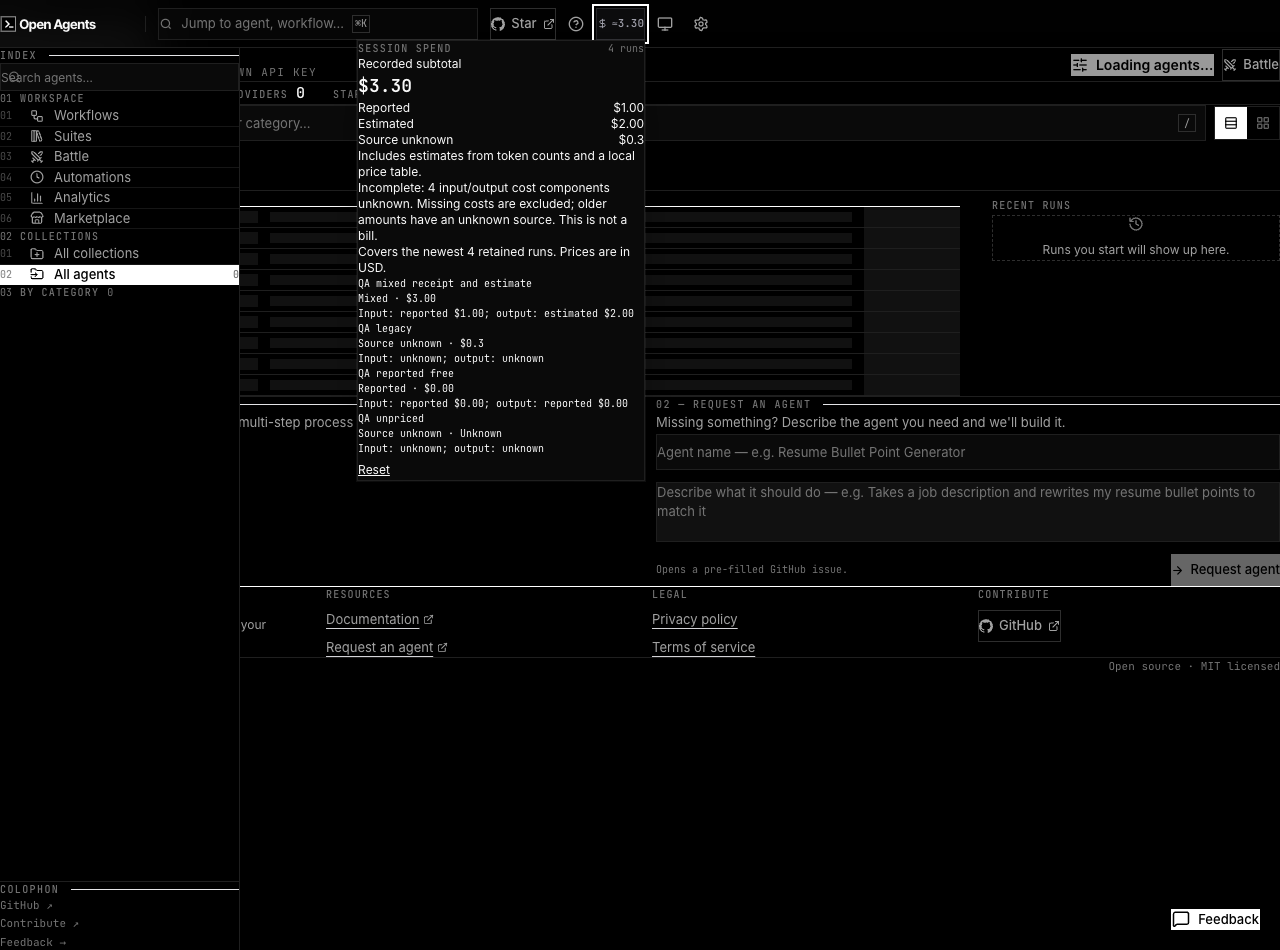 Open Agents
Jump to agent, workflow...
⌘K
Star
$ ≈3.30
INDEX
Search agents...
01 WORKSPACE
01 Workflows
02 Suites
03 Battle
04 Automations
05 Analytics
06 Marketplace
02 COLLECTIONS
01 All collections
02 All agents 0
03 BY CATEGORY 0
COLOPHON
GitHub ↗
Contribute ↗
Feedback →
WN API KEY
OVIDERS 0 STA
r category...
/
Loading agents...
Battle
SESSION SPEND 4 runs
Recorded subtotal
$3.30
Reported $1.00
Estimated $2.00
Source unknown $0.3
Includes estimates from token counts and a local
price table.
Incomplete: 4 input/output cost components
unknown. Missing costs are excluded; older
amounts have an unknown source. This is not a
bill.
Covers the newest 4 retained runs. Prices are in
USD.
QA mixed receipt and estimate
Mixed · $3.00
Input: reported $1.00; output: estimated $2.00
QA legacy
Source unknown · $0.3
Input: unknown; output: unknown
QA reported free
Reported · $0.00
Input: reported $0.00; output: reported $0.00
QA unpriced
Source unknown · Unknown
Input: unknown; output: unknown
Reset
RECENT RUNS
Runs you start will show up here.
multi-step process
02 — REQUEST AN AGENT
Missing something? Describe the agent you need and we'll build it.
Agent name — e.g. Resume Bullet Point Generator
Describe what it should do — e.g. Takes a job description and rewrites my resume bullet points to
match it
Opens a pre-filled GitHub issue.
Request agent
your
RESOURCES
Documentation
Request an agent
LEGAL
Privacy policy
Terms of service
CONTRIBUTE
GitHub
Open source · MIT licensed
Feedback